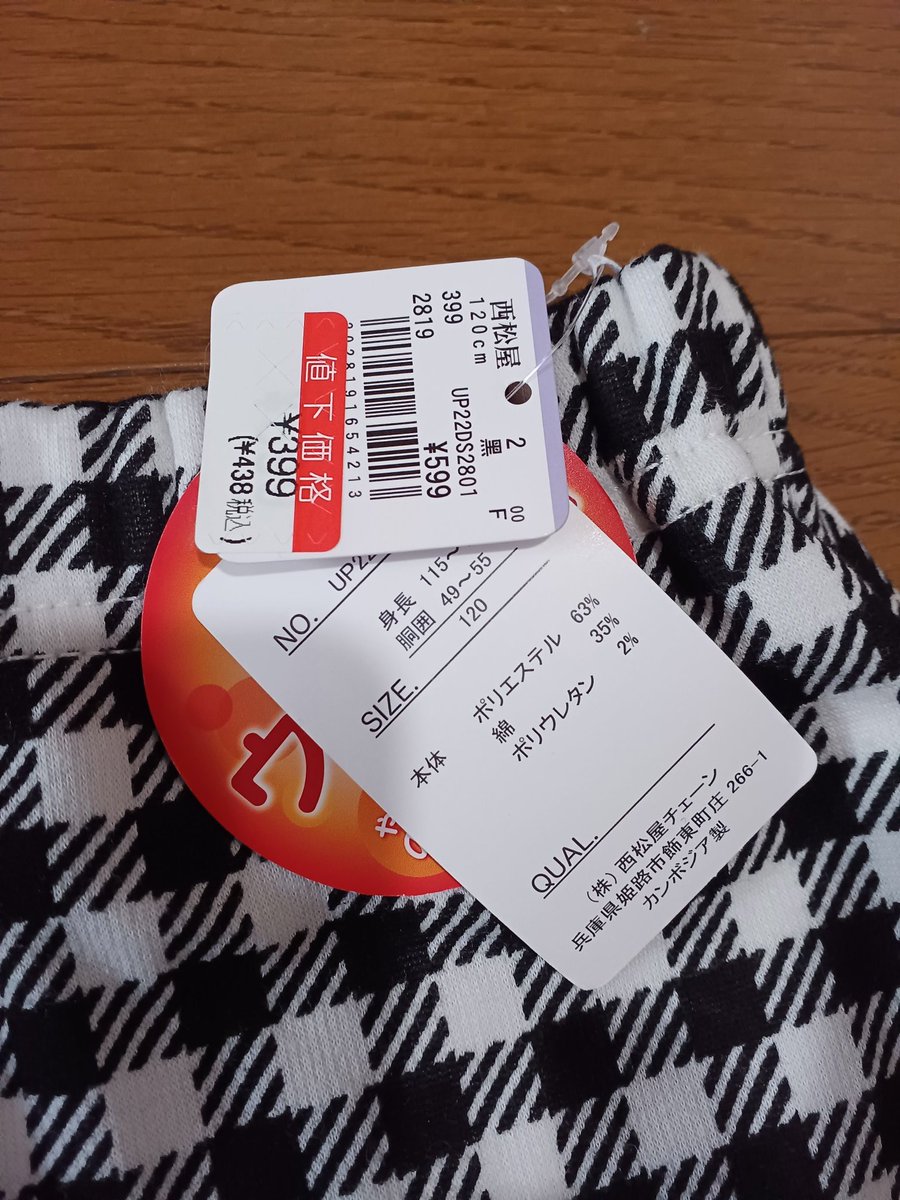 西松屋
120cm UP22DS2801
399 2 黒 00
2819 ¥599 F
2028191654213
値下価格
¥399
(¥438税込)
NO. UP22
身長 115～
胴囲 49～55
SIZE. 120
本体 ポリエステル 63%
綿 35%
ポリウレタン 2%
QUAL.
(株)西松屋チェーン
兵庫県姫路市飾東町庄 266-1
カンボジア製
ウ
や